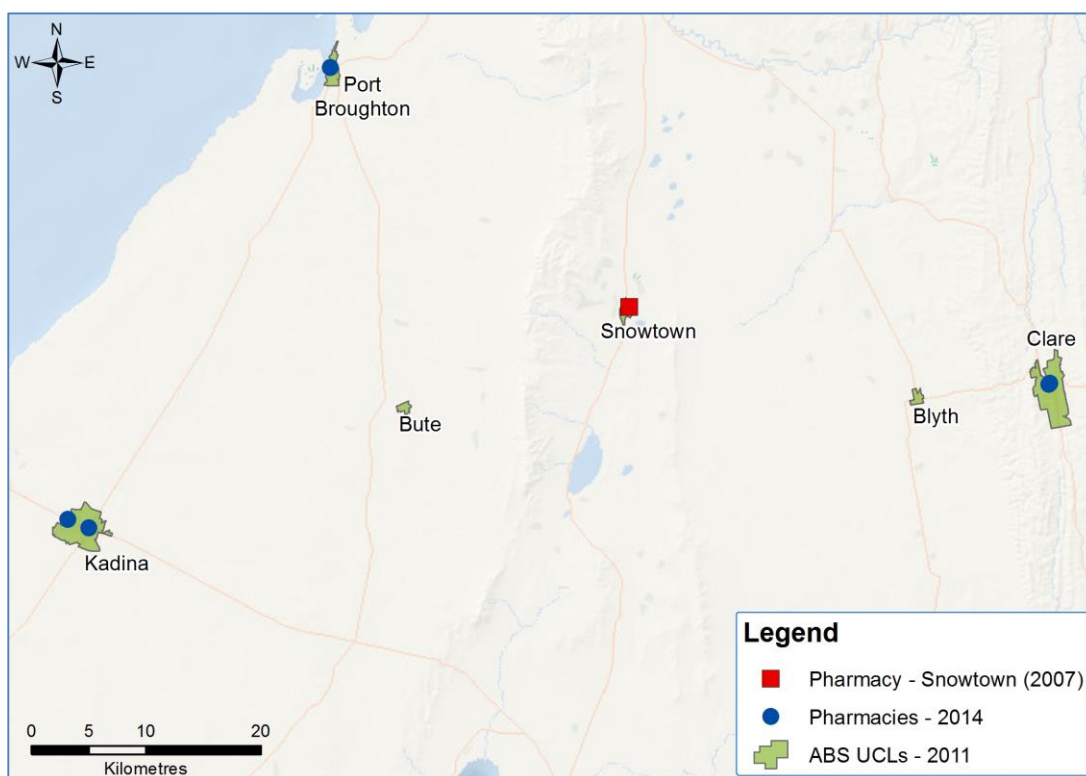 N
W E
S
Port
Broughton
Snowtown
Clare
Bute
Blyth
Kadina
Legend
Pharmacy - Snowtown (2007)
Pharmacies - 2014
ABS UCLs - 2011
0 5 10 20
Kilometres